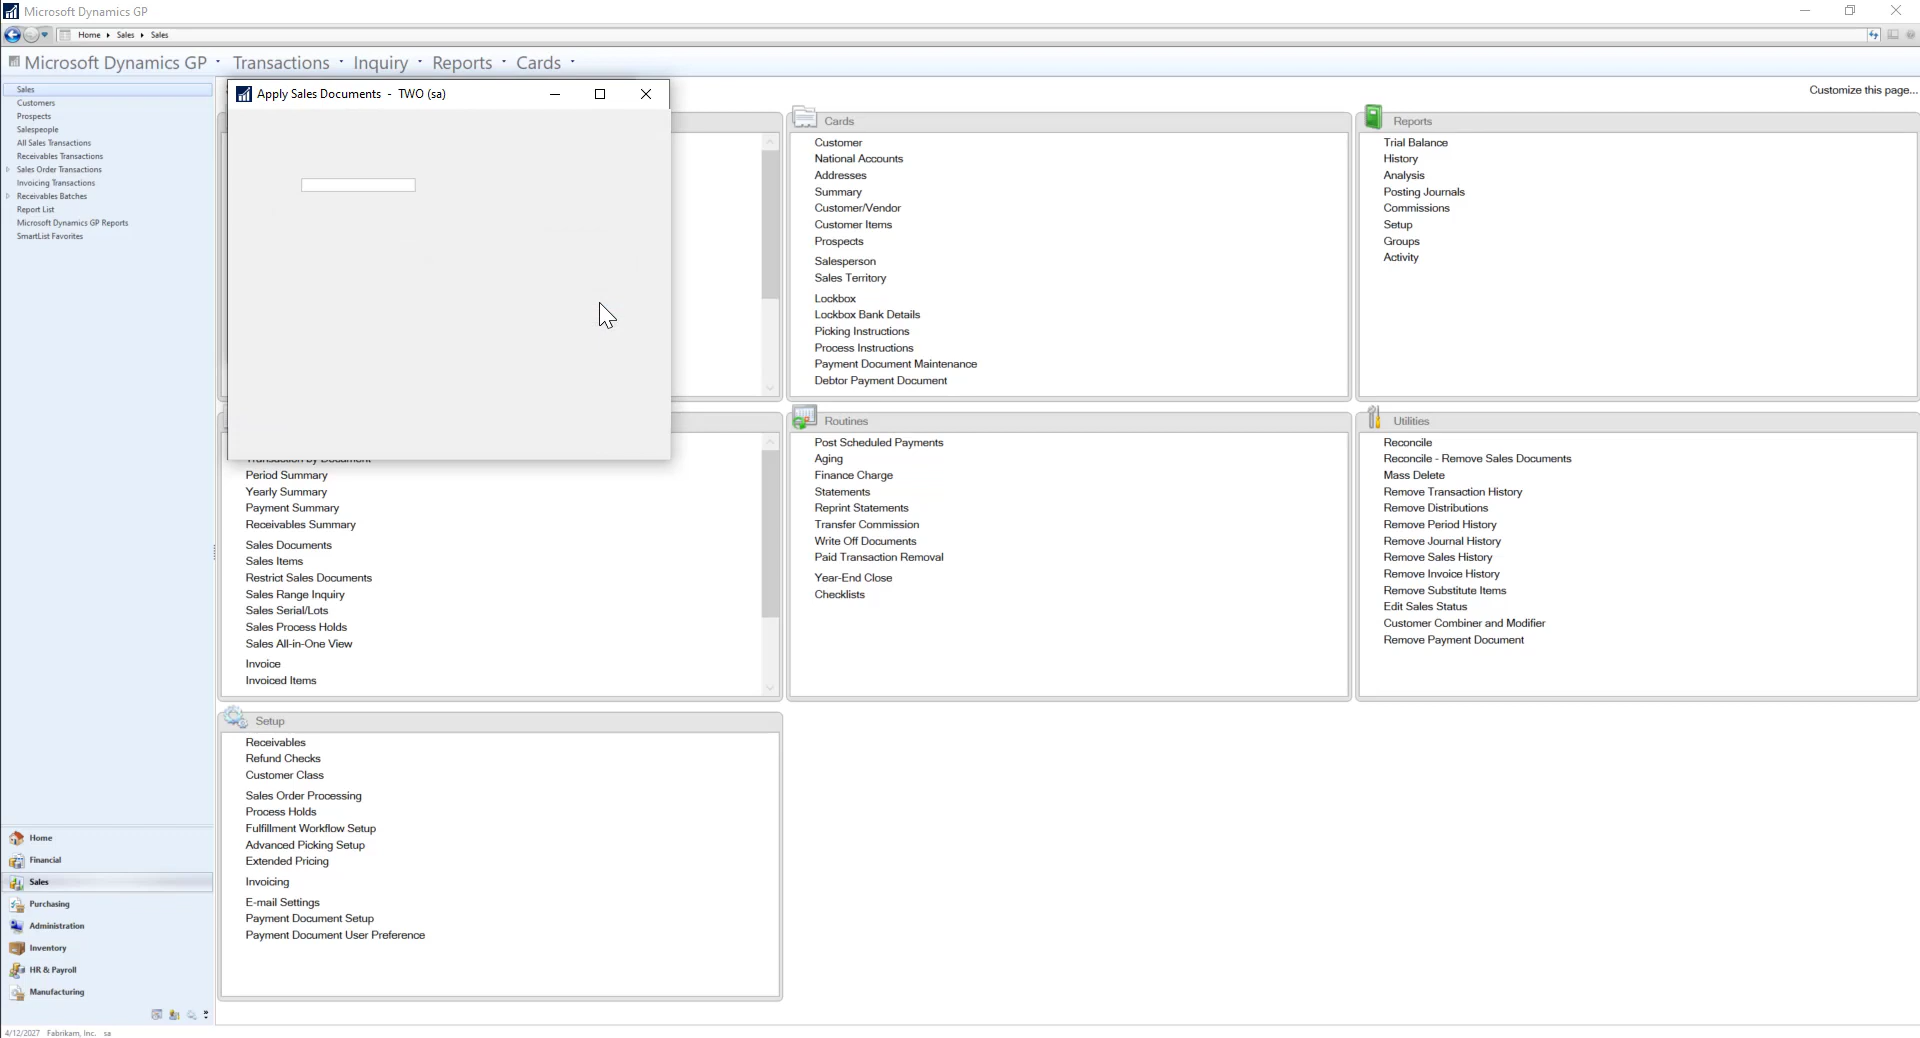 Microsoft Dynamics GP
Home Sales Sales
Microsoft Dynamics GP Transactions Inquiry Reports Cards
Customize this page...
Sales
Customers
Prospects
Salespeople
All Sales Transactions
Receivables Transactions
Sales Order Transactions
Invoicing Transactions
Receivables Batches
Report List
Microsoft Dynamics GP Reports
SmartList Favorites
Home
Financial
Sales
Purchasing
Administration
Inventory
HR & Payroll
Manufacturing
Apply Sales Documents - TWO (sa)
Transaction by Document
Period Summary
Yearly Summary
Payment Summary
Receivables Summary
Sales Documents
Sales Items
Restrict Sales Documents
Sales Range Inquiry
Sales Serial/Lots
Sales Process Holds
Sales All-in-One View
Invoice
Invoiced Items
Setup
Receivables
Refund Checks
Customer Class
Sales Order Processing
Process Holds
Fulfillment Workflow Setup
Advanced Picking Setup
Extended Pricing
Invoicing
E-mail Settings
Payment Document Setup
Payment Document User Preference
Cards
Customer
National Accounts
Addresses
Summary
Customer/Vendor
Customer Items
Prospects
Salesperson
Sales Territory
Lockbox
Lockbox Bank Details
Picking Instructions
Process Instructions
Payment Document Maintenance
Debtor Payment Document
Routines
Post Scheduled Payments
Aging
Finance Charge
Statements
Reprint Statements
Transfer Commission
Write Off Documents
Paid Transaction Removal
Year-End Close
Checklists
Reports
Trial Balance
History
Analysis
Posting Journals
Commissions
Setup
Groups
Activity
Utilities
Reconcile
Reconcile - Remove Sales Documents
Mass Delete
Remove Transaction History
Remove Distributions
Remove Period History
Remove Journal History
Remove Sales History
Remove Invoice History
Remove Substitute Items
Edit Sales Status
Customer Combiner and Modifier
Remove Payment Document
4/12/2027 Fabrikam, Inc. sa